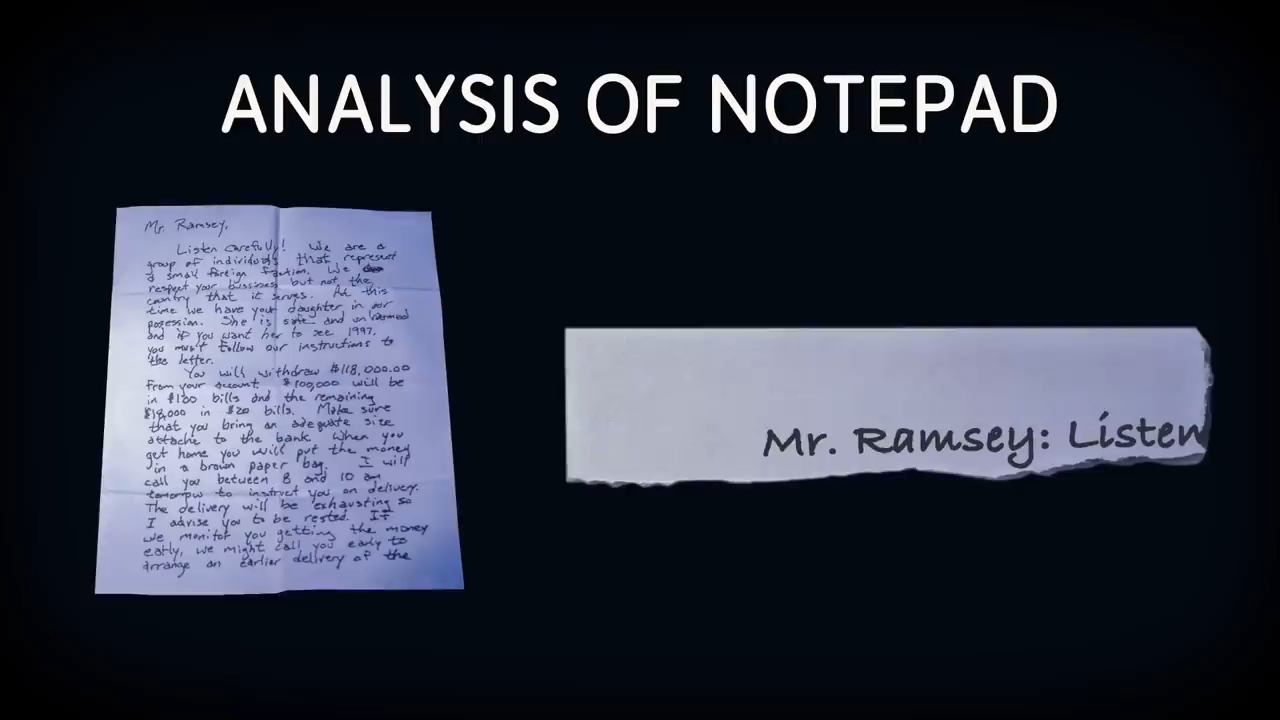 ANALYSIS OF NOTEPAD
Mr. Ramsey,
Listen carefully! We are a
group of individuals that represent
a small foreign faction. We
respect your bussiness but not the
country that it serves. At this
time we have your daughter in our
posession. She is safe and unharmed
and if you want her to see 1997,
you must follow our instructions to
the letter.
You will withdraw $118,000.00
from your account. $100,000 will be
in $100 bills and the remaining
$18,000 in $20 bills. Make sure
that you bring an adequate size
attache to the bank. When you
get home you will put the money
in a brown paper bag. I will
call you between 8 and 10 am
tomorrow to instruct you on delivery.
The delivery will be exhausting so
I advise you to be rested. If
we monitor you getting the money
early, we might call you early to
arrange an earlier delivery of the
Mr. Ramsey: Listen